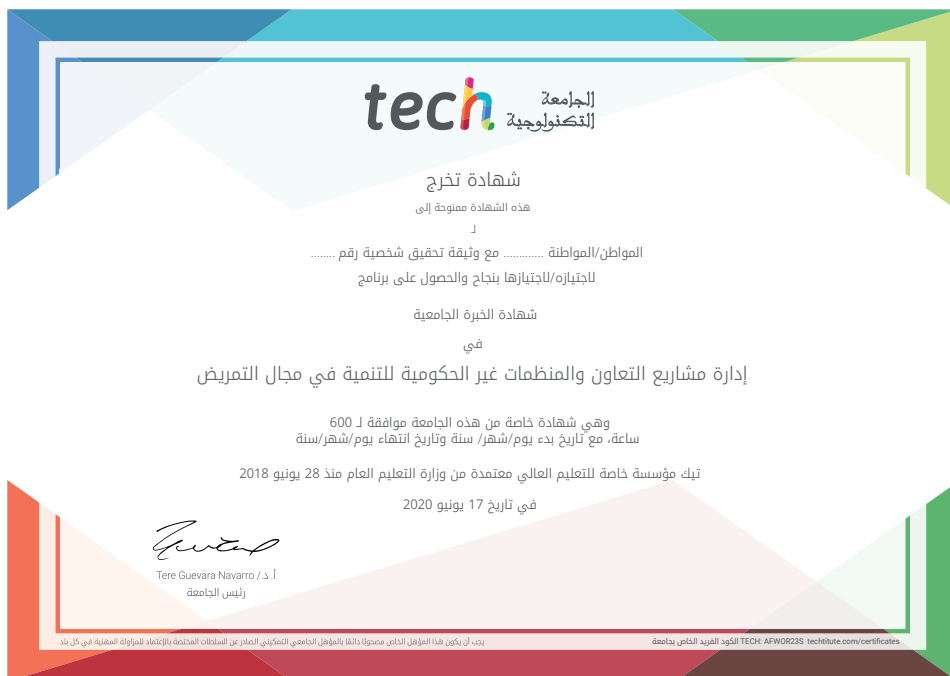 tech الجامعة
التكنولوجية
شهادة تخرج
هذه الشهادة ممنوحة إلى
لـ
المواطن/المواطنة ............. مع وثيقة تحقيق شخصية رقم ........
لاجتيازه/لاجتيازها بنجاح والحصول على برنامج
شهادة الخبرة الجامعية
في
إدارة مشاريع التعاون والمنظمات غير الحكومية للتنمية في مجال التمريض
وهي شهادة خاصة من هذه الجامعة موافقة لـ 600
ساعة، مع تاريخ بدء يوم/شهر/ سنة وتاريخ انتهاء يوم/شهر/سنة
تيك مؤسسة خاصة للتعليم العالي معتمدة من وزارة التعليم العام منذ 28 يونيو 2018
في تاريخ 17 يونيو 2020
أ. د./ Tere Guevara Navarro
رئيس الجامعة
يجب أن يكون هذا المؤهل الخاص مصحوبًا دائمًا بالمؤهل الجامعي التمكيني الصادر عن السلطات المختصة بالإعتماد للمزاولة المهنية في كل بلد.
الكود الفريد الخاص بجامعة TECH: AFWOR23S techtitute.com/certificates